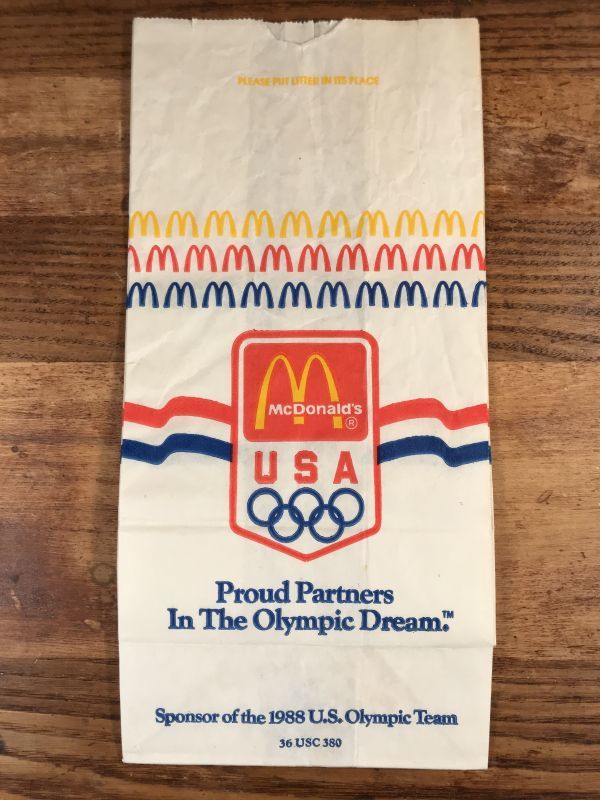 PLEASE PUT LITTER IN ITS PLACE
McDonald's
®
USA
Proud Partners
In The Olympic Dream.™
Sponsor of the 1988 U.S. Olympic Team
36 USC 380